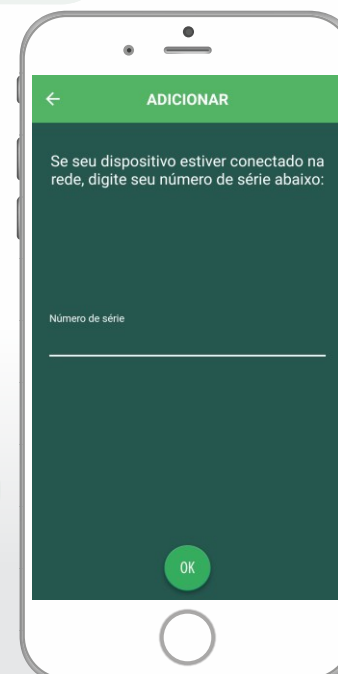 ADICIONAR
Se seu dispositivo estiver conectado na
rede, digite seu número de série abaixo:
Número de série
OK